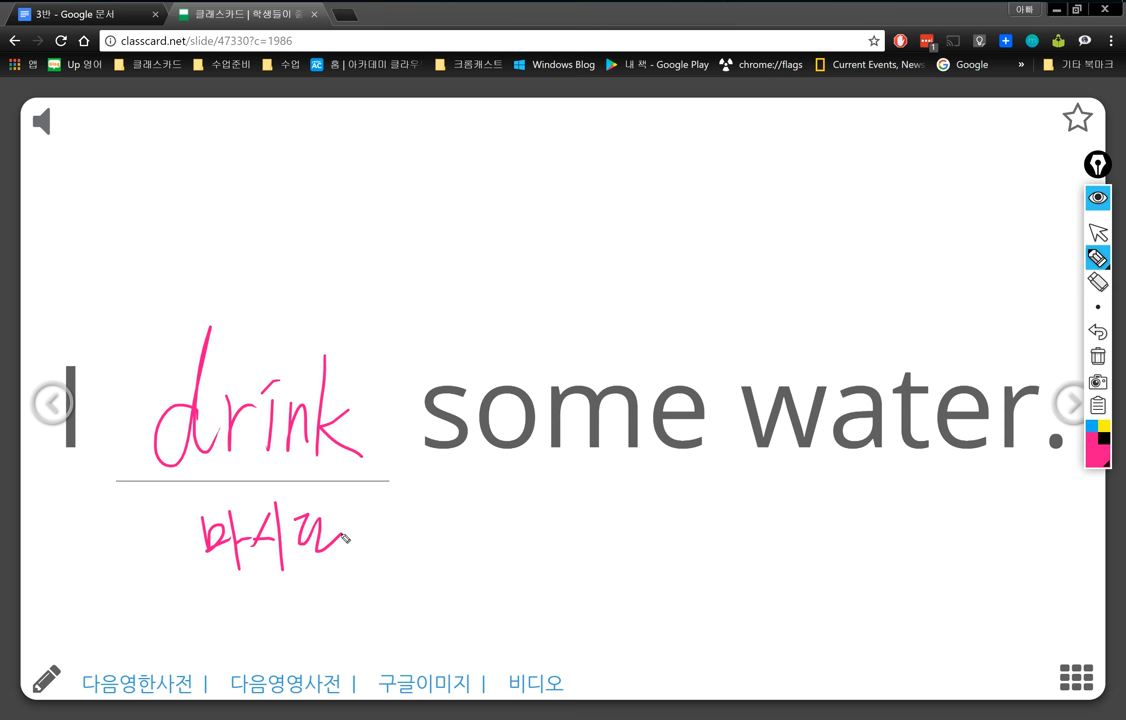 3반 - Google 문서
클래스카드 | 학생들이 좋
아빠
classcard.net/slide/47330?c=1986
앱 Up 영어 클래스카드 수업준비 수업 홈 | 아카데미 클라우 크롬캐스트 Windows Blog 내 책 - Google Play chrome://flags Current Events, News Google » 기타 북마크
I drink some water.
마시
다음영한사전 | 다음영영사전 | 구글이미지 | 비디오